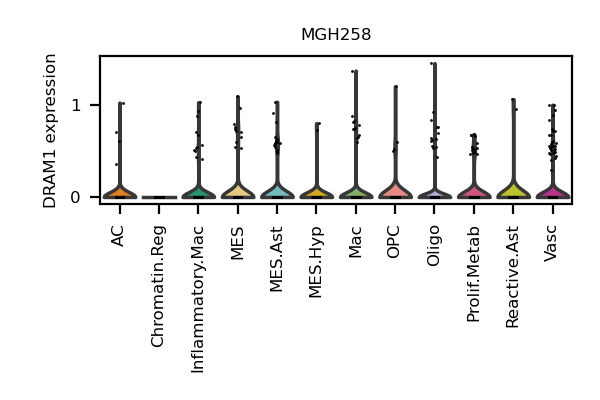 MGH258
DRAM1 expression
1
0
AC
Chromatin.Reg
Inflammatory.Mac
MES
MES.Ast
MES.Hyp
Mac
OPC
Oligo
Prolif.Metab
Reactive.Ast
Vasc